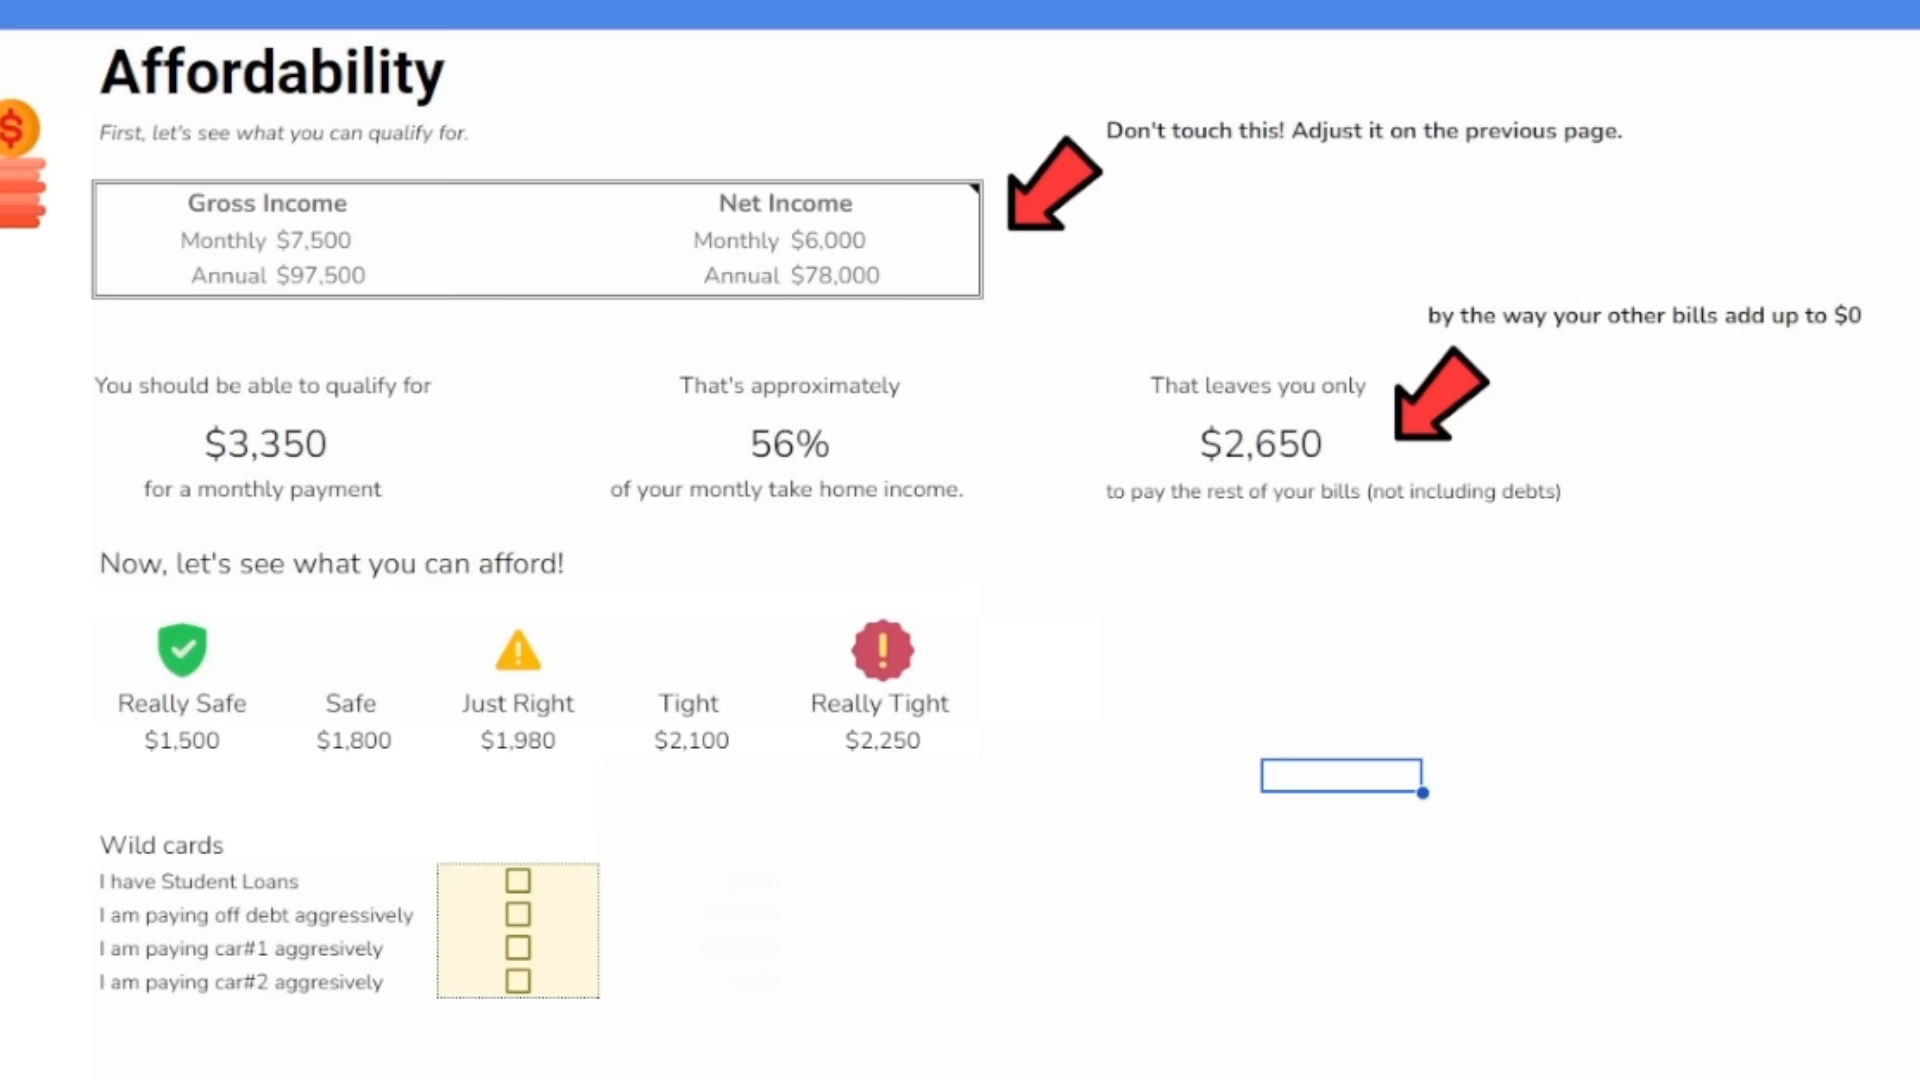 Affordability
First, let's see what you can qualify for.
Don't touch this! Adjust it on the previous page.
Gross Income Net Income
Monthly $7,500 Monthly $6,000
Annual $97,500 Annual $78,000
by the way your other bills add up to $0
You should be able to qualify for That's approximately That leaves you only
$3,350 56% $2,650
for a monthly payment of your montly take home income. to pay the rest of your bills (not including debts)
Now, let's see what you can afford!
Really Safe Safe Just Right Tight Really Tight
$1,500 $1,800 $1,980 $2,100 $2,250
Wild cards
I have Student Loans
I am paying off debt aggressively
I am paying car#1 aggresively
I am paying car#2 aggresively